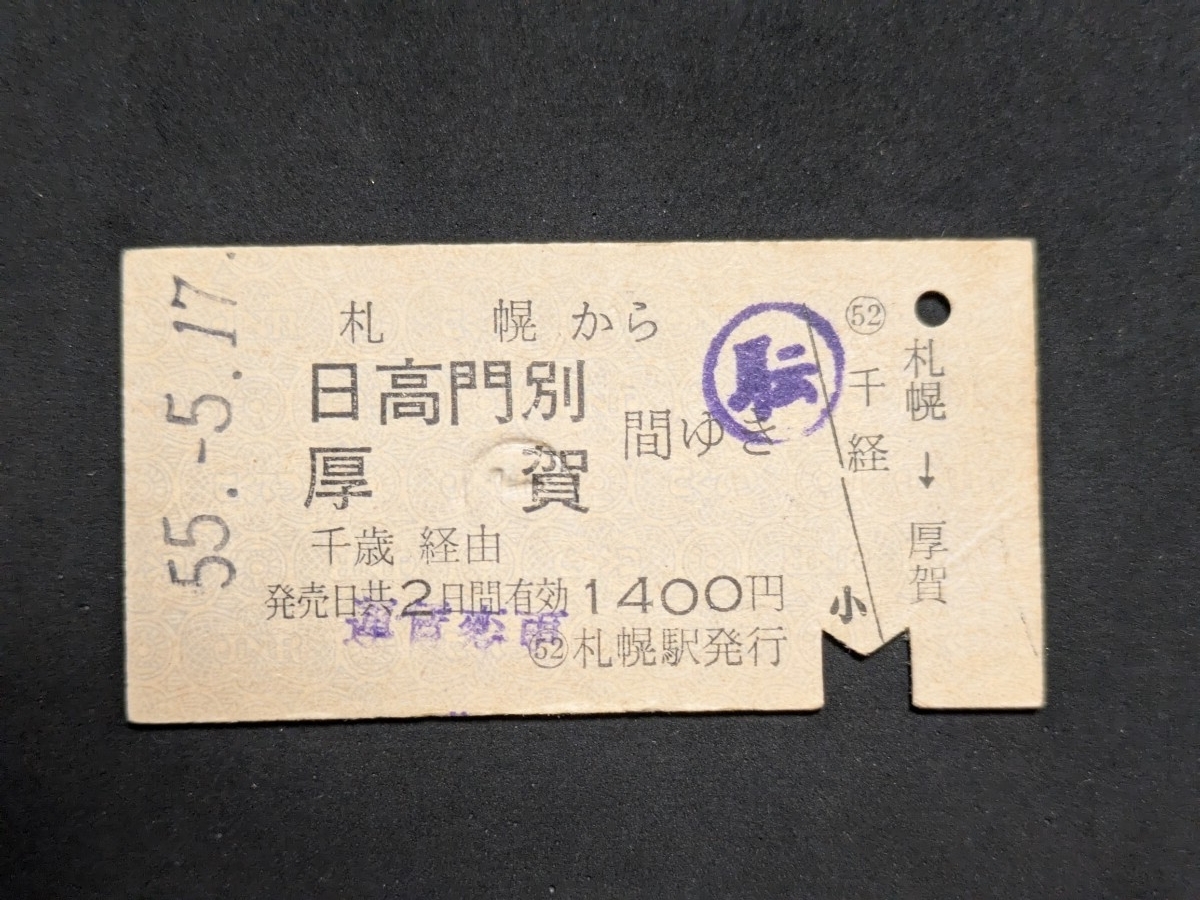 55.-5.17.
札幌から
日高門別
厚賀
間ゆき
千歳 経由
発売日共2日間有効 1400円
52 札幌駅発行
52
千
経
小
札幌→厚賀